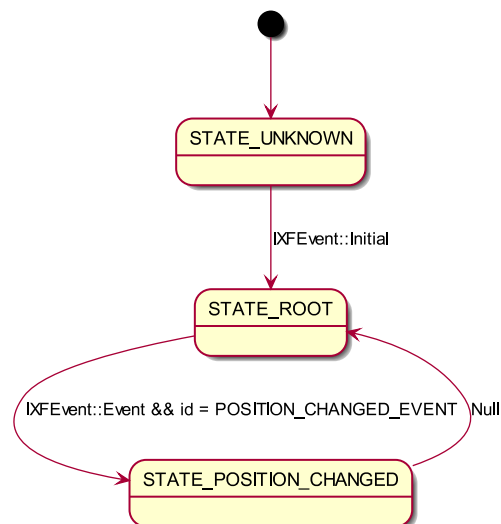 STATE_UNKNOWN
IXFEvent::Initial
STATE_ROOT
IXFEvent::Event && id = POSITION_CHANGED_EVENT
Null
STATE_POSITION_CHANGED